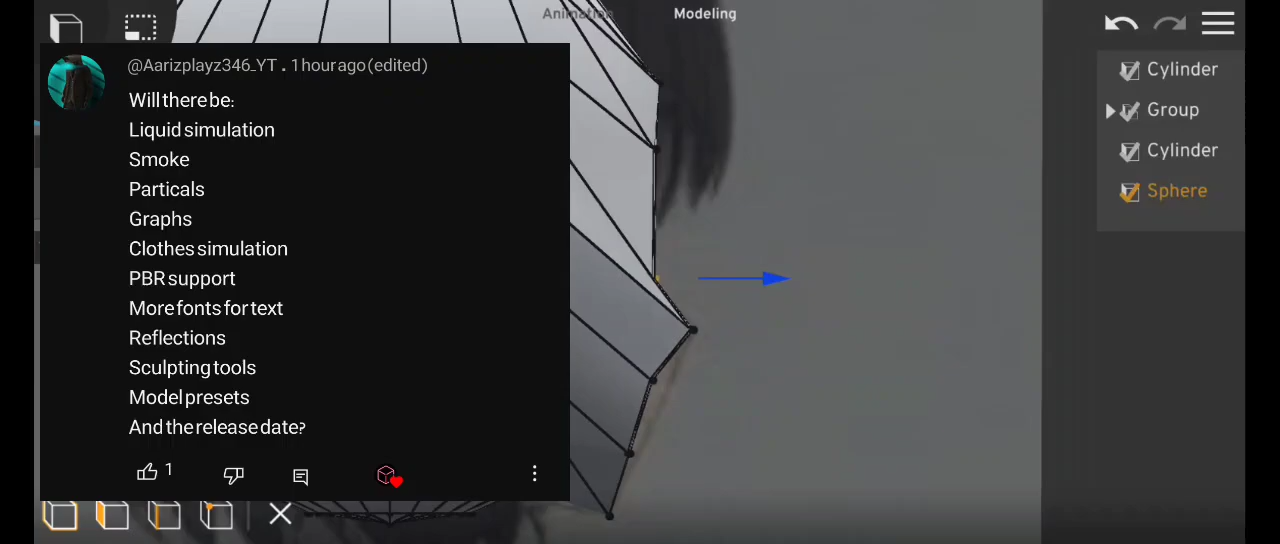 Animation
Modeling
@Aarizplayz346_YT . 1 hour ago (edited)
Will there be:
Liquid simulation
Smoke
Particals
Graphs
Clothes simulation
PBR support
More fonts for text
Reflections
Sculpting tools
Model presets
And the release date?
1
Cylinder
Group
Cylinder
Sphere